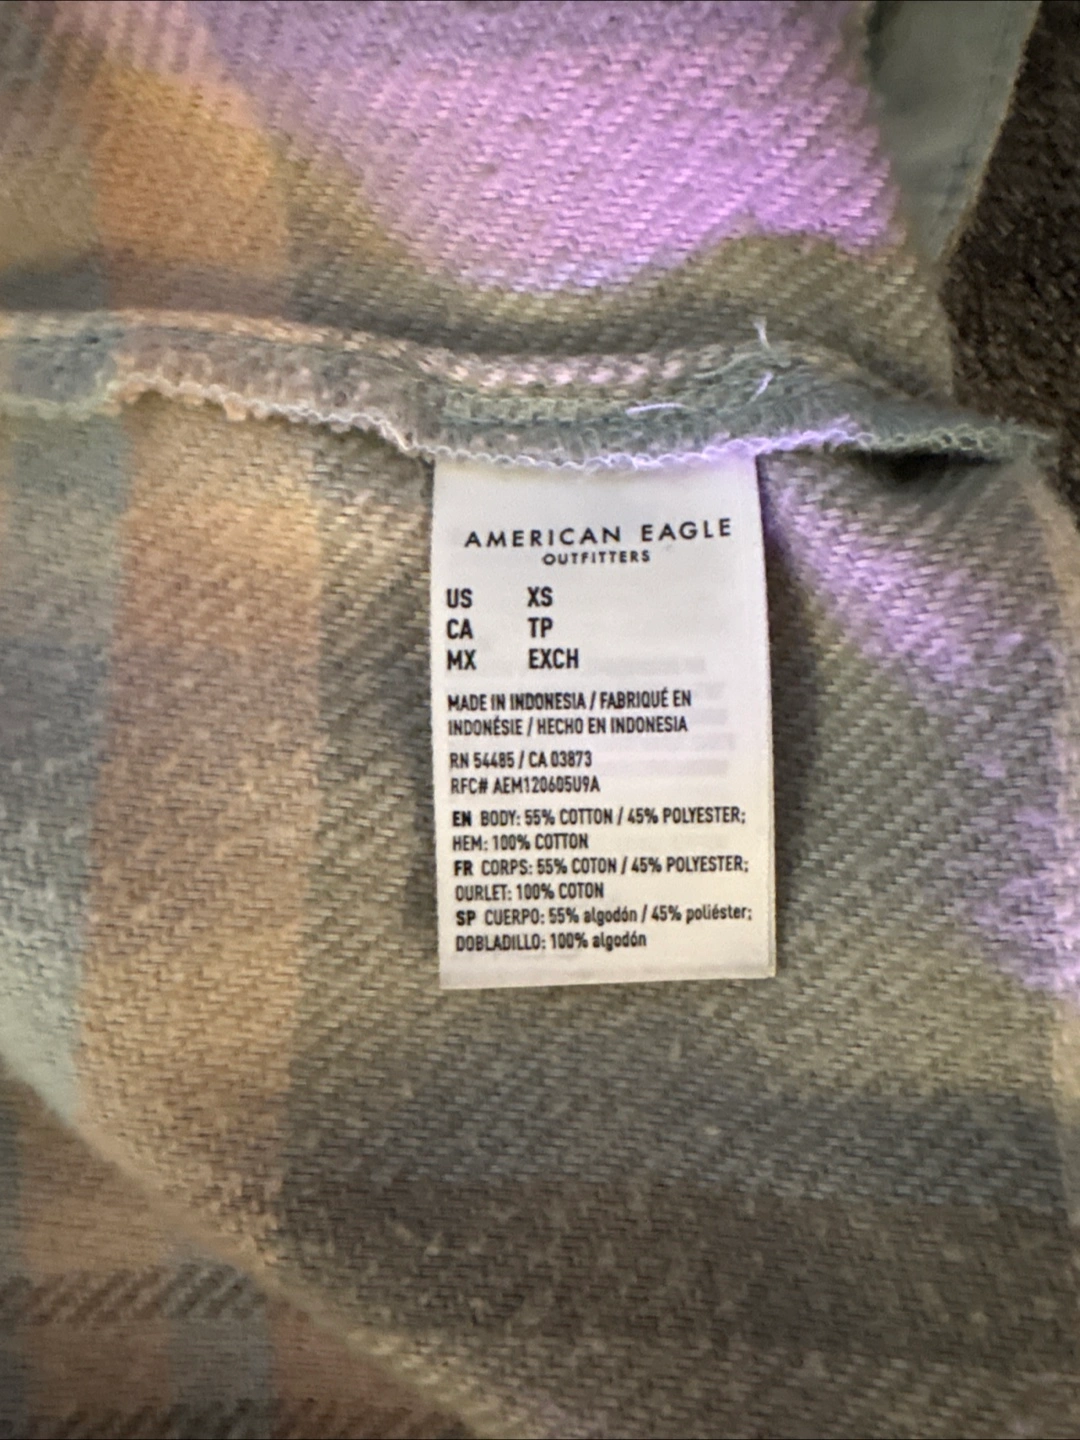 AMERICAN EAGLE
OUTFITTERS
US XS
CA TP
MX EXCH
MADE IN INDONESIA / FABRIQUÉ EN
INDONÉSIE / HECHO EN INDONESIA
RN 54485 / CA 03873
RFC# AEM120605U9A
EN BODY: 55% COTTON / 45% POLYESTER;
HEM: 100% COTTON
FR CORPS: 55% COTON / 45% POLYESTER;
OURLET: 100% COTON
SP CUERPO: 55% algodón / 45% poliéster;
DOBLADILLO: 100% algodón